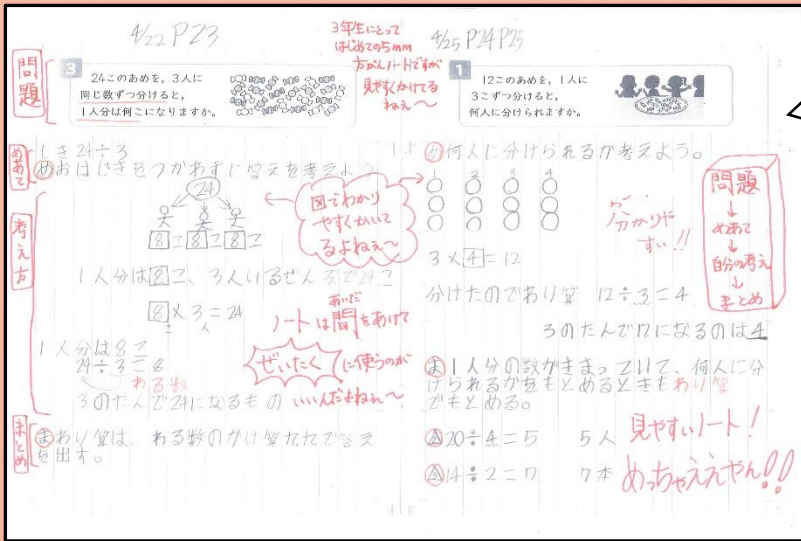 4/22 P23
3年生にとって
はじめての5mm
方がんノートですが
見やすくかけてる
ねぇ〜
問題
3
24このあめを，3人に
同じ数ずつ分けると，
1人分は何こになりますか。
めあて
しき24÷3
めおはじきをつかわずに答えを考えよう
考え方
24
8こ 8こ 8こ
図でわかり
やすくかいて
るよねぇ〜
1人分は8こ、3人いるぜんぶで24こ
8×3=24
こ 人
ノートは間をあけて
あいだ
ぜいたくに使うのが
いいんだよねぇ〜
1人分は8こ
24÷3=8
わる数
3のだんで24になるもの
まとめ
まわり算は、わる数のかけ算九九で答え
を出す。
4/25 P24P25
1
12このあめを，1人に
3こずつ分けると，
何人に分けられますか。
め何人に分けられるか考えよう。
1 2 3 4
分かりや
すい!!
問題
↓
めあて
↓
自分の考え
↓
まとめ
3×4=12
分けたのでわり算 12÷3=4
3のだんで12になるのは4
ま1人分の数がきまっていて、何人に分
けられるかをもとめるときもわり算
でもとめる。
20÷4=5 5人
14÷2=7 7本
見やすいノート!
めっちゃええやん!!